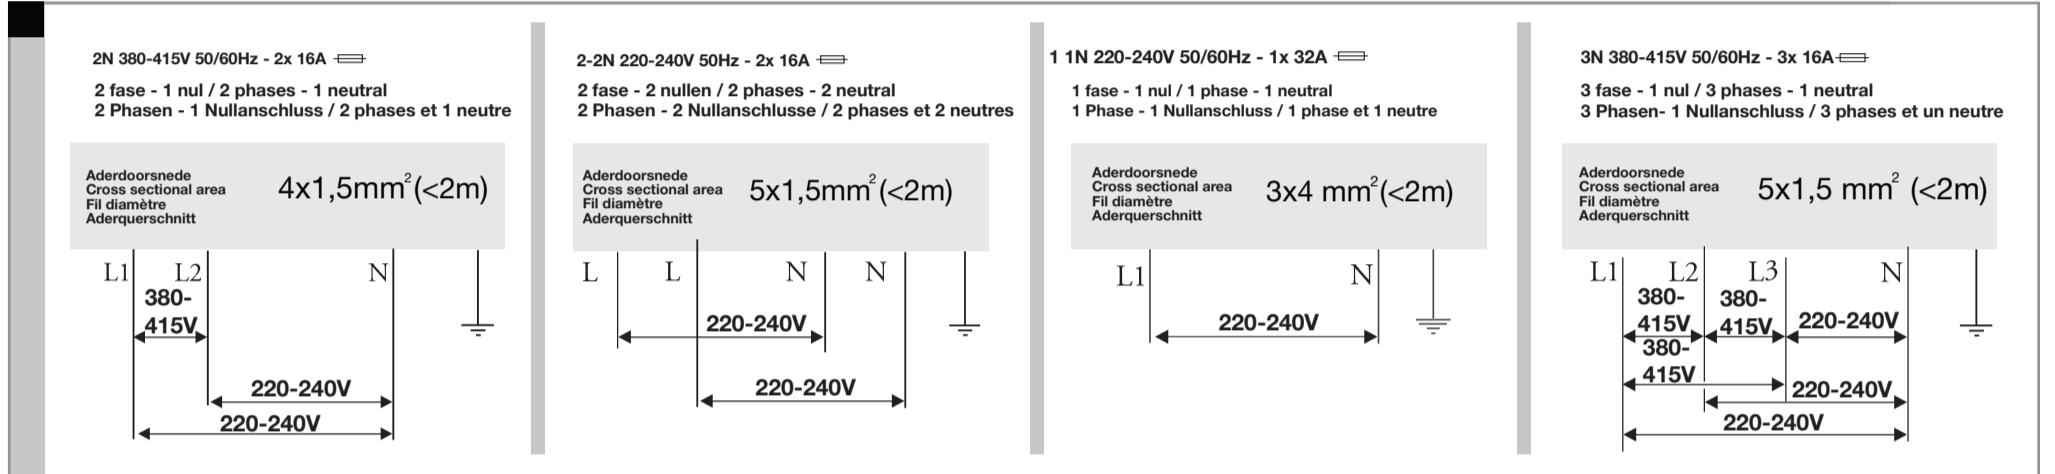 2N 380-415V 50/60Hz - 2x 16A
2 fase - 1 nul / 2 phases - 1 neutral
2 Phasen - 1 Nullanschluss / 2 phases et 1 neutre
Aderdoorsnede
Cross sectional area
Fil diamètre
Aderquerschnitt
4x1,5mm²(<2m)
L1 L2 N
380-
415V
220-240V
220-240V
2-2N 220-240V 50Hz - 2x 16A
2 fase - 2 nullen / 2 phases - 2 neutral
2 Phasen - 2 Nullanschlusse / 2 phases et 2 neutres
Aderdoorsnede
Cross sectional area
Fil diamètre
Aderquerschnitt
5x1,5mm²(<2m)
L L N N
220-240V
220-240V
1 1N 220-240V 50/60Hz - 1x 32A
1 fase - 1 nul / 1 phase - 1 neutral
1 Phase - 1 Nullanschluss / 1 phase et 1 neutre
Aderdoorsnede
Cross sectional area
Fil diamètre
Aderquerschnitt
3x4 mm²(<2m)
L1 N
220-240V
3N 380-415V 50/60Hz - 3x 16A
3 fase - 1 nul / 3 phases - 1 neutral
3 Phasen- 1 Nullanschluss / 3 phases et un neutre
Aderdoorsnede
Cross sectional area
Fil diamètre
Aderquerschnitt
5x1,5 mm² (<2m)
L1 L2 L3 N
380- 380-
415V 415V 220-240V
380-
415V
220-240V
220-240V